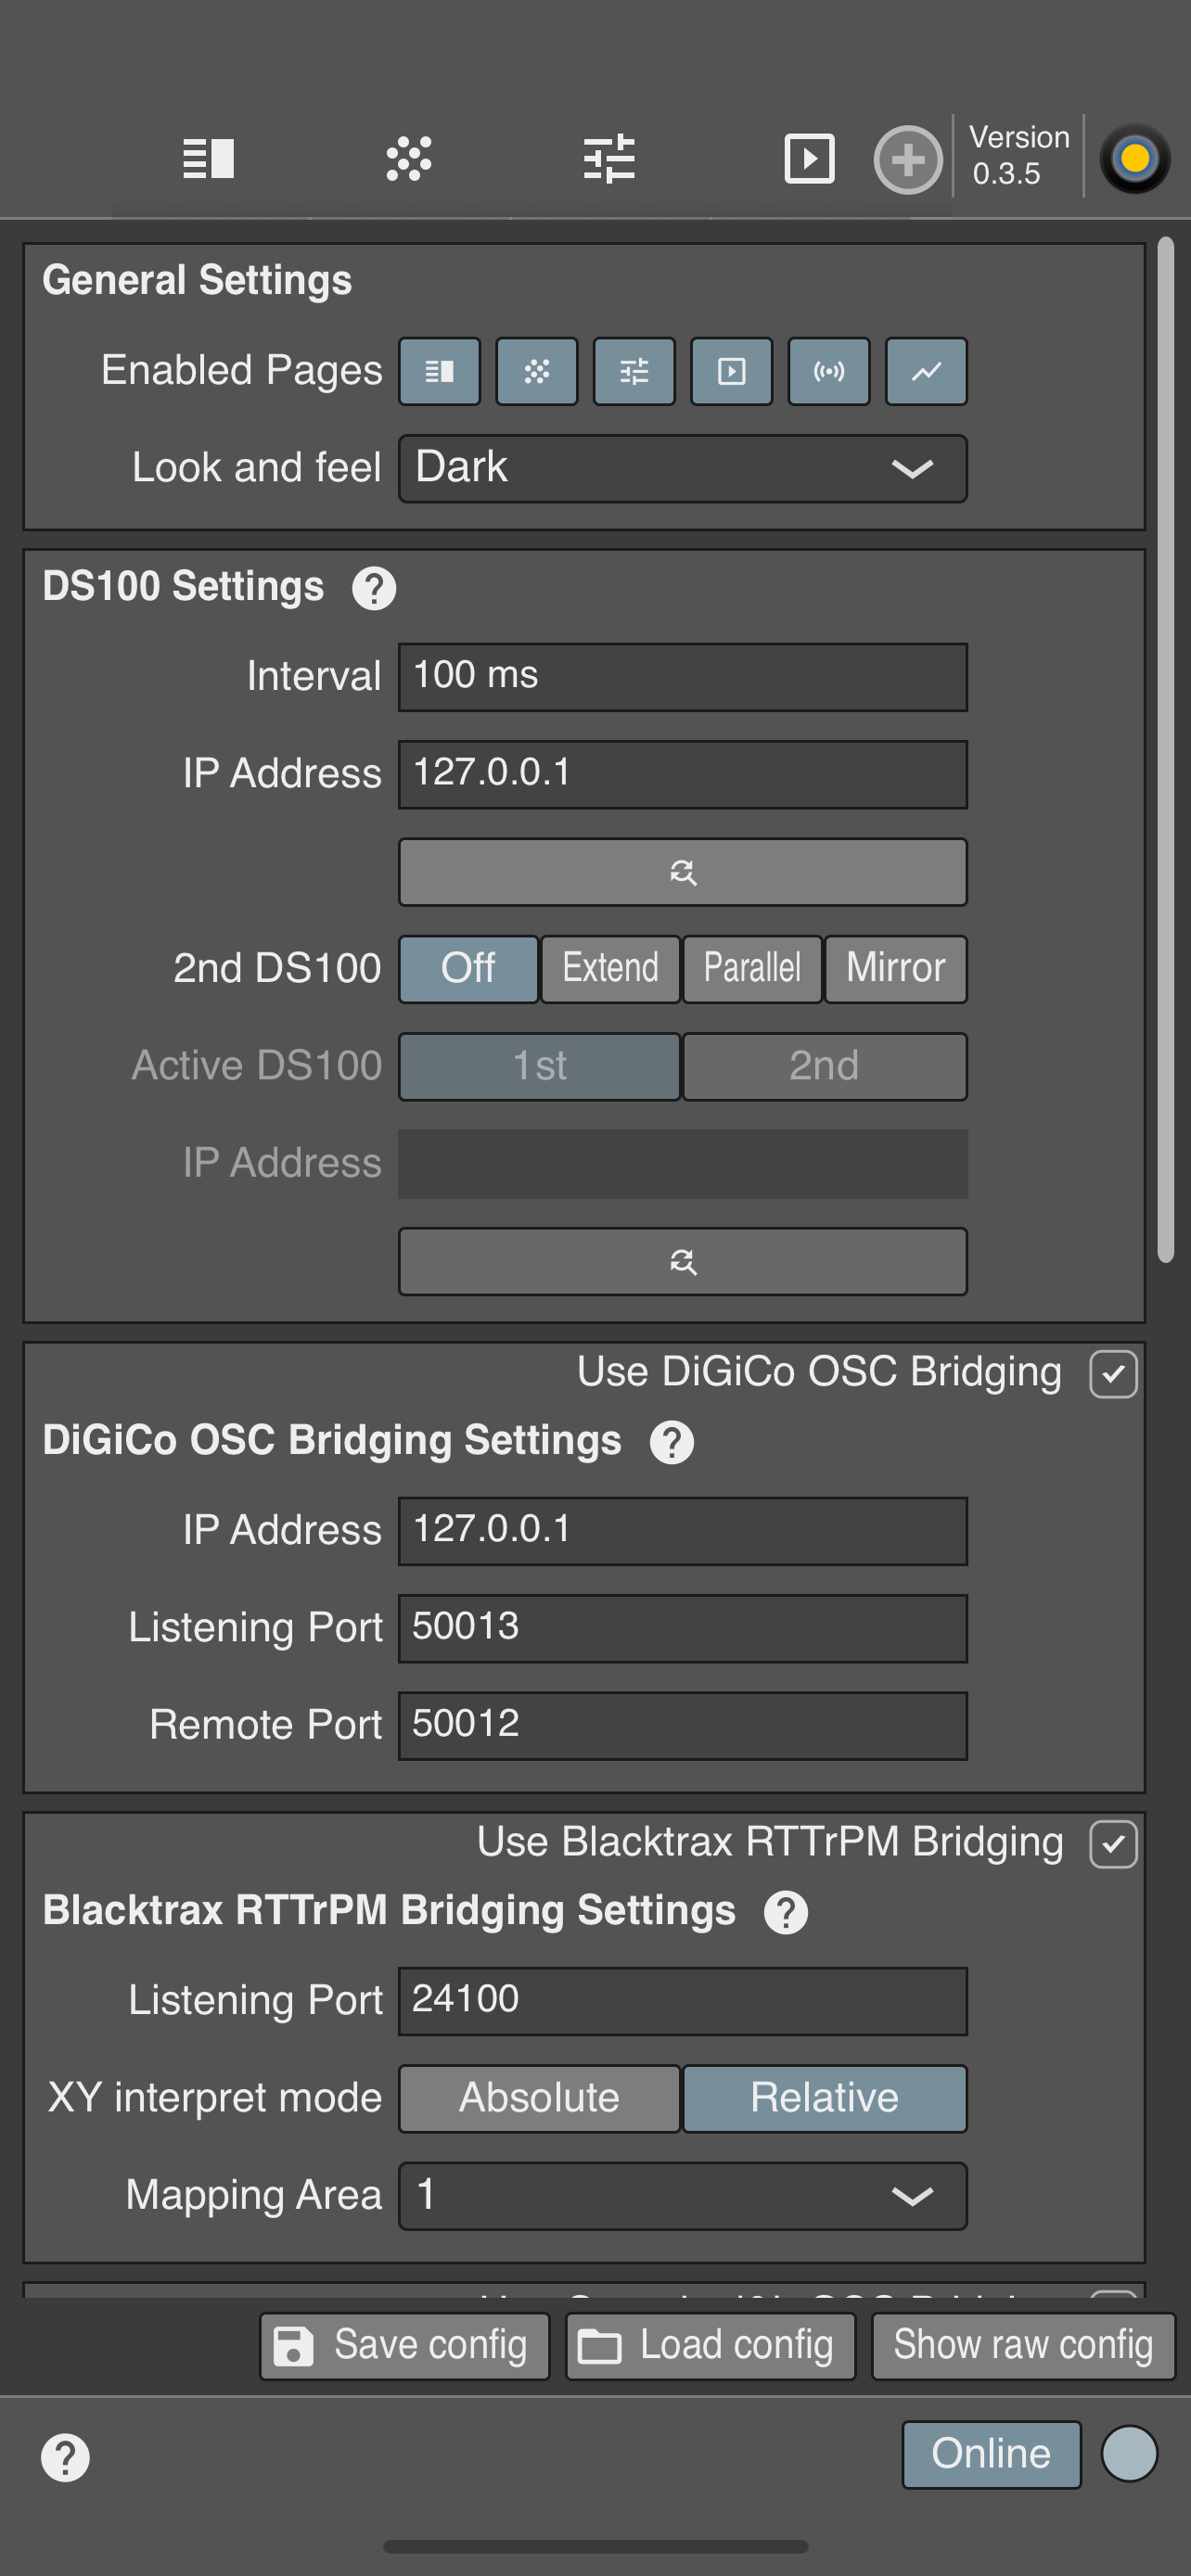 Version
0.3.5
General Settings
Enabled Pages
Look and feel Dark
DS100 Settings ?
Interval 100 ms
IP Address 127.0.0.1
2nd DS100 Off Extend Parallel Mirror
Active DS100 1st 2nd
IP Address
Use DiGiCo OSC Bridging
DiGiCo OSC Bridging Settings ?
IP Address 127.0.0.1
Listening Port 50013
Remote Port 50012
Use Blacktrax RTTrPM Bridging
Blacktrax RTTrPM Bridging Settings ?
Listening Port 24100
XY interpret mode Absolute Relative
Mapping Area 1
Save config Load config Show raw config
? Online